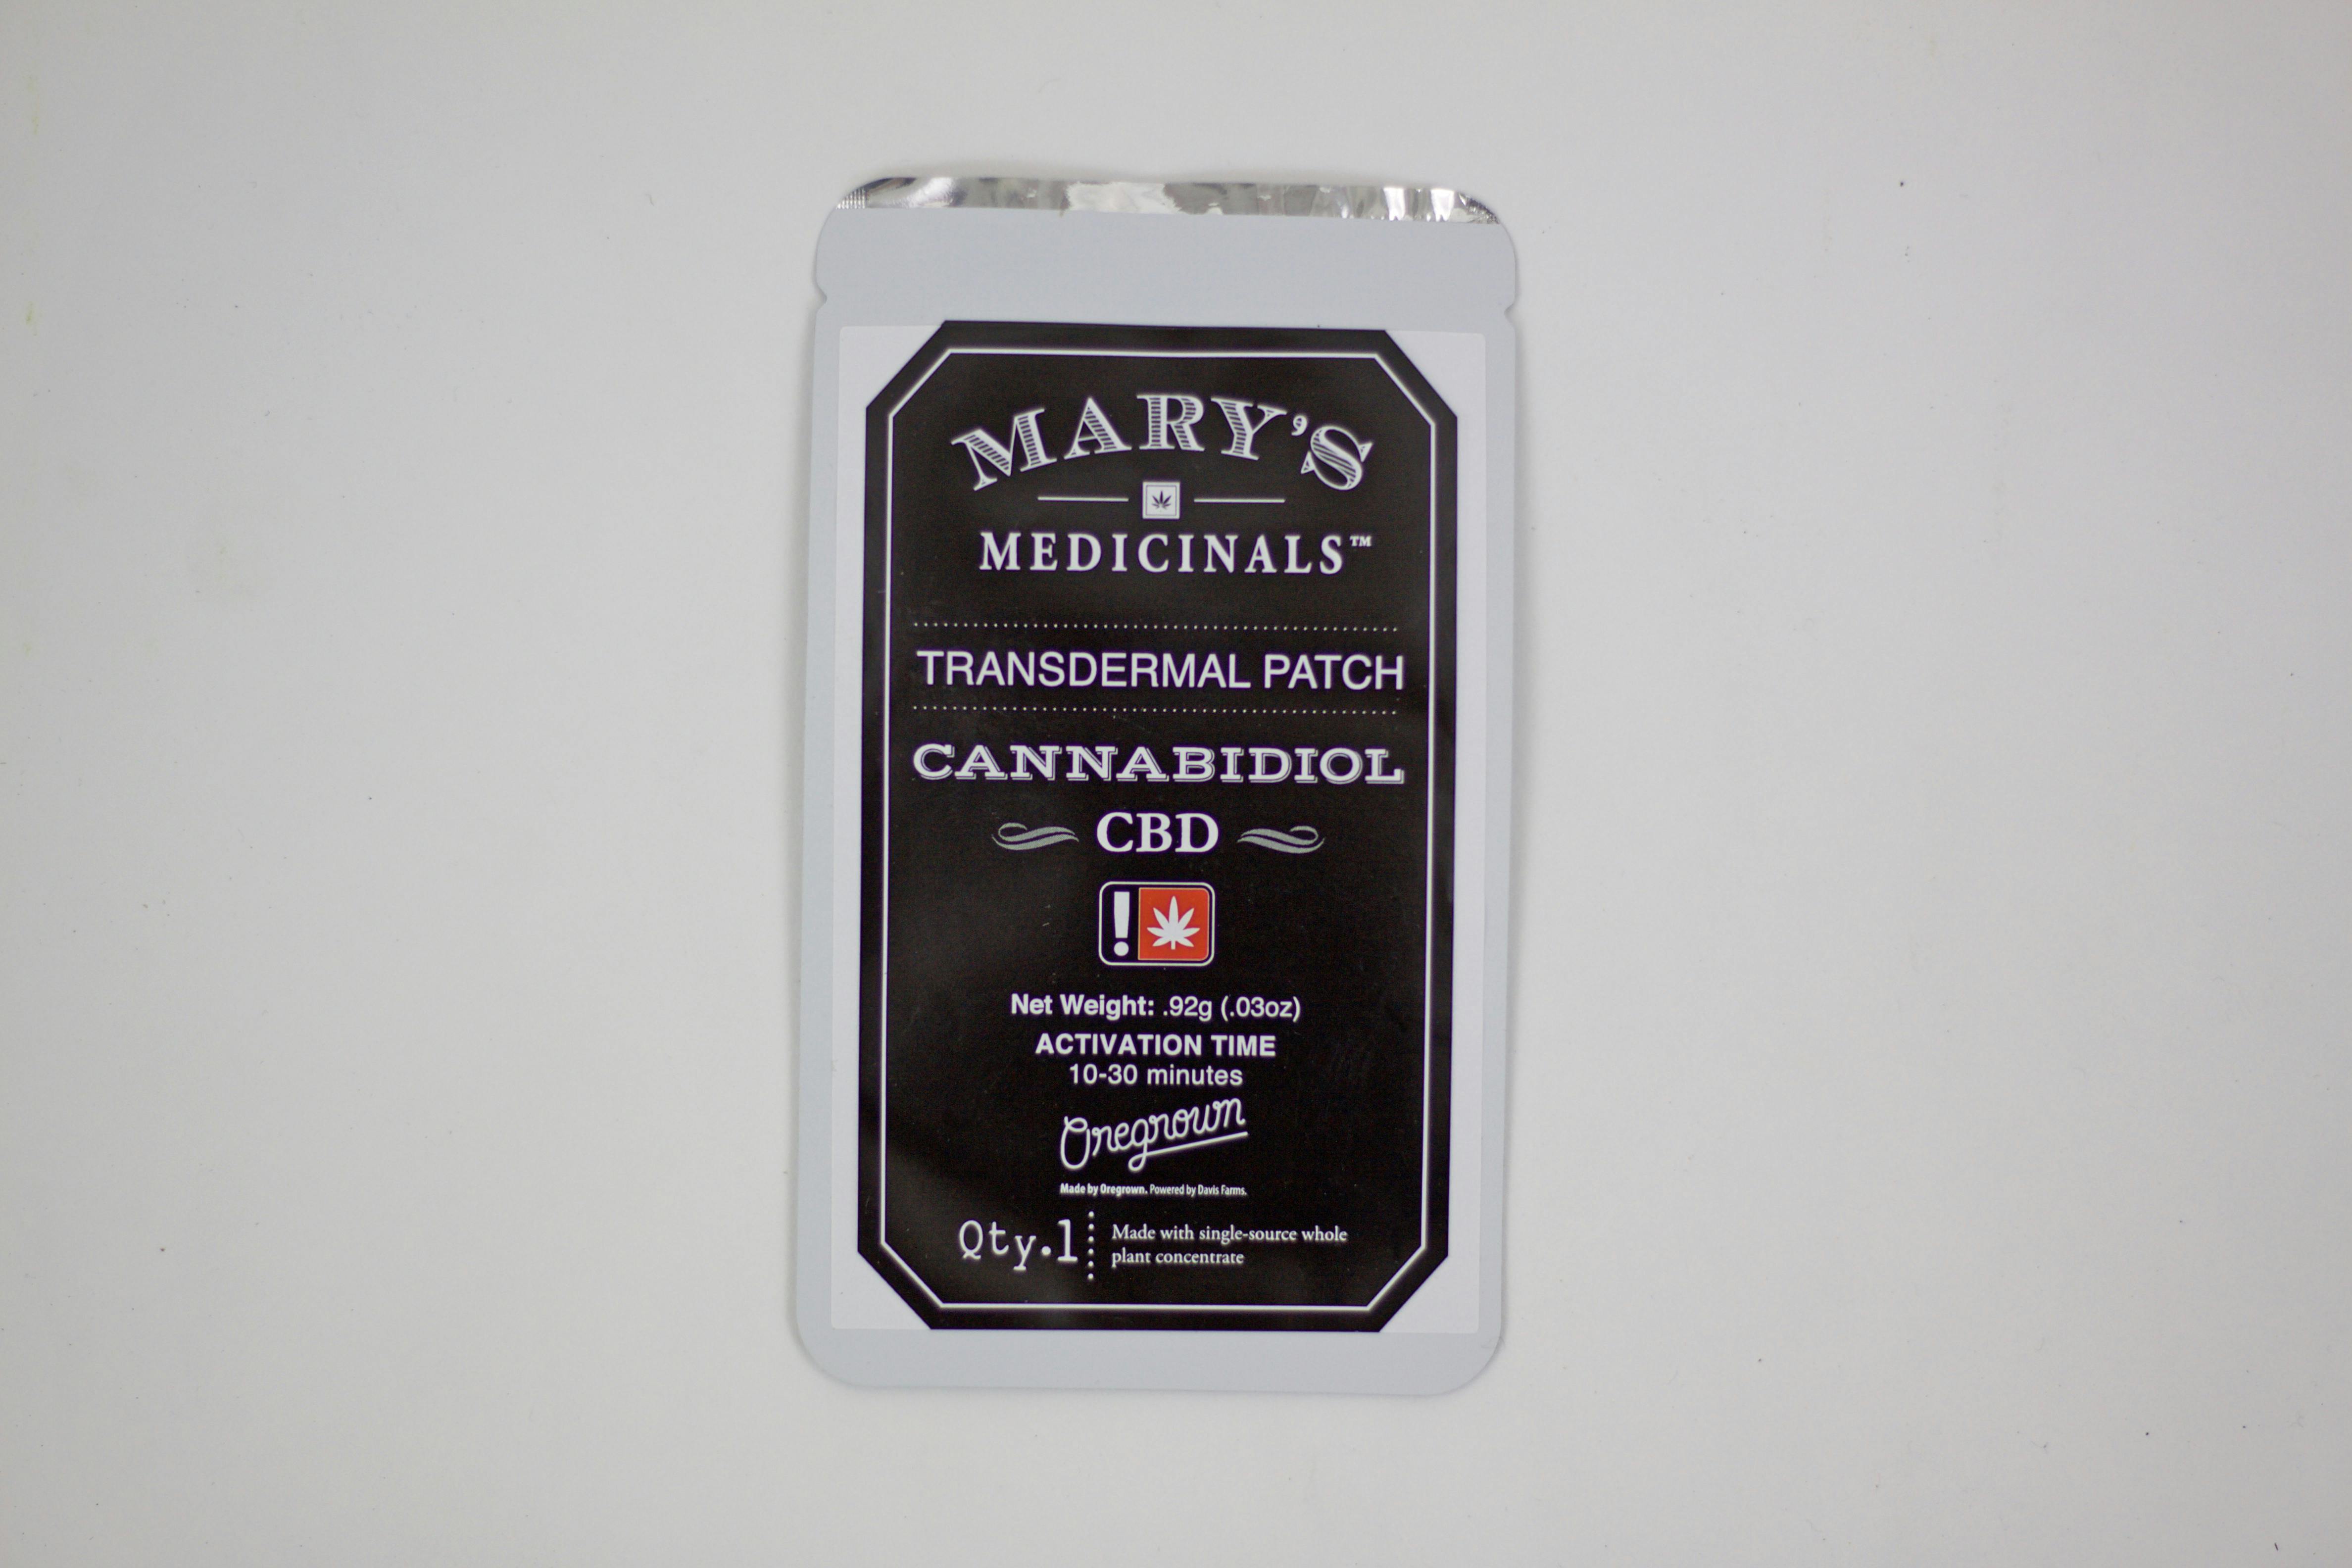 MARY'S
MEDICINALS™
TRANSDERMAL PATCH
CANNABIDIOL
CBD
!
Net Weight: .92g (.03oz)
ACTIVATION TIME
10-30 minutes
Oregrown
Made by Oregrown. Powered by Davis Farms.
Qty.1
Made with single-source whole
plant concentrate